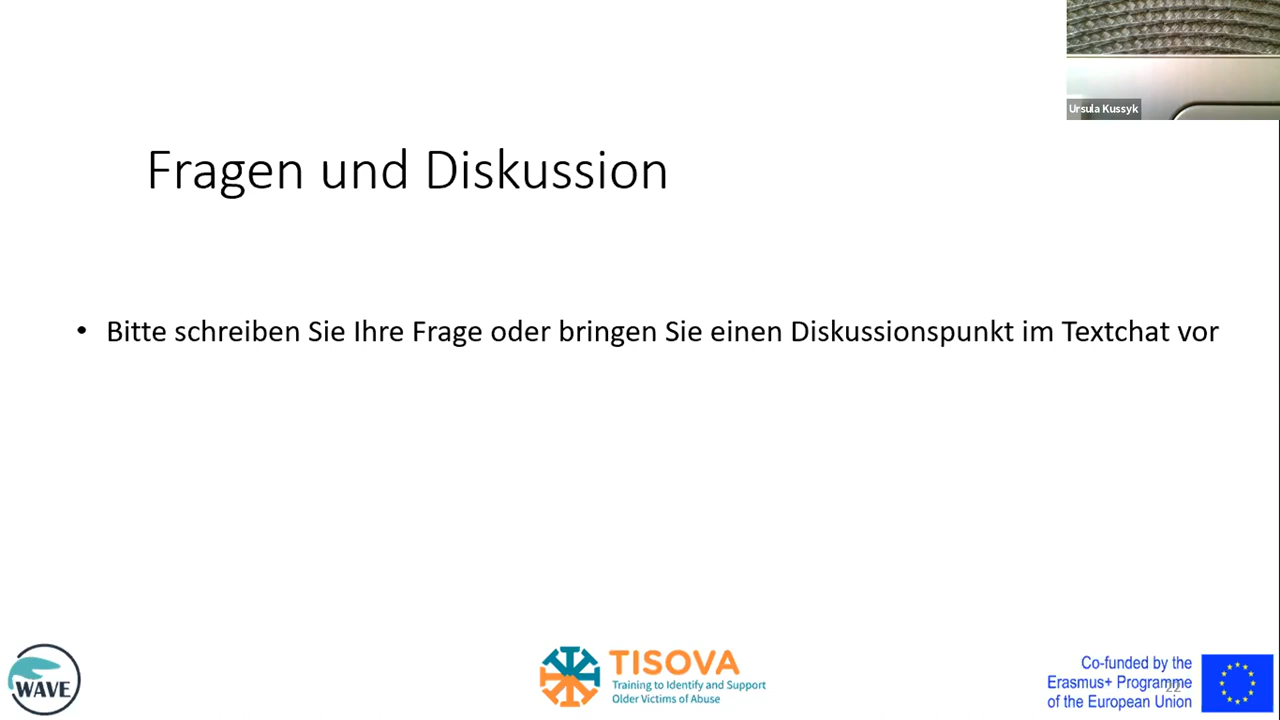 Ursula Kussyk
Fragen und Diskussion
• Bitte schreiben Sie Ihre Frage oder bringen Sie einen Diskussionspunkt im Textchat vor
WAVE
TISOVA
Training to Identify and Support
Older Victims of Abuse
Co-funded by the
Erasmus+ Programme
of the European Union
22